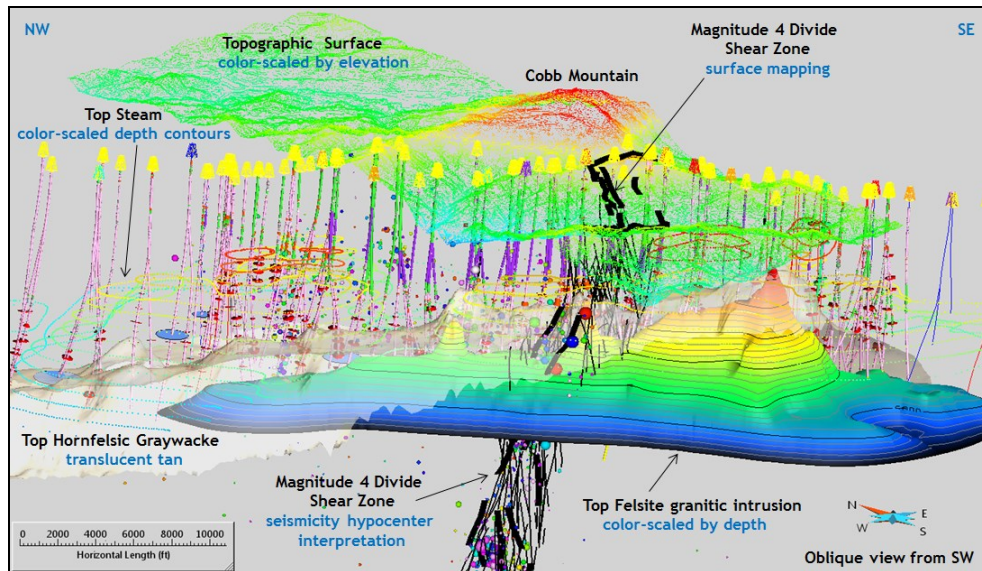 NW
SE
Topographic Surface
color-scaled by elevation
Magnitude 4 Divide
Shear Zone
surface mapping
Cobb Mountain
Top Steam
color-scaled depth contours
Top Hornfelsic Graywacke
translucent tan
Magnitude 4 Divide
Shear Zone
seismicity hypocenter
interpretation
Top Felsite granitic intrusion
color-scaled by depth
N
E
W
S
0 2000 4000 6000 8000 10000
Horizontal Length (ft)
Oblique view from SW